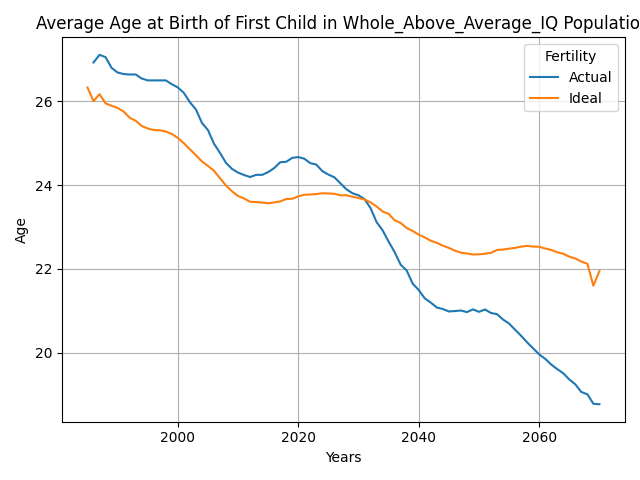 Average Age at Birth of First Child in Whole_Above_Average_IQ Populatio
Fertility
Actual
Ideal
Age
26
24
22
20
2000 2020 2040 2060
Years